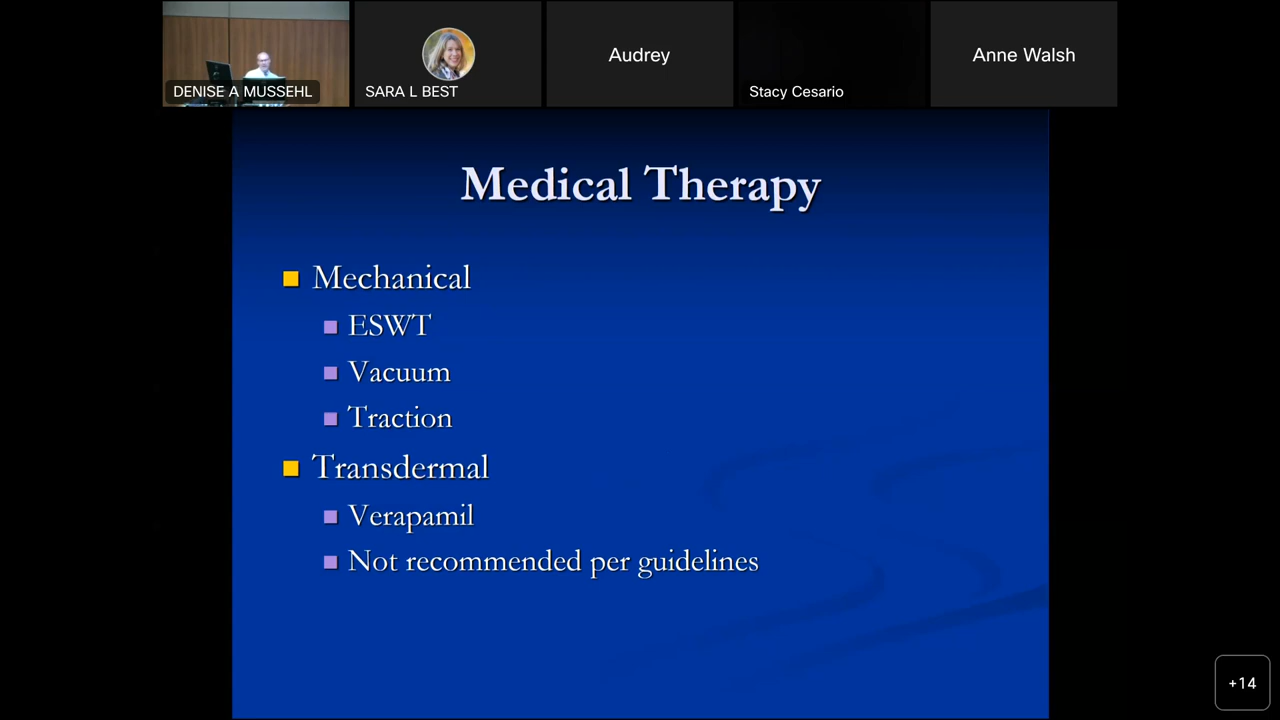 DENISE A MUSSEHL
SARA L BEST
Audrey
Stacy Cesario
Anne Walsh
Medical Therapy
Mechanical
ESWT
Vacuum
Traction
Transdermal
Verapamil
Not recommended per guidelines
+14